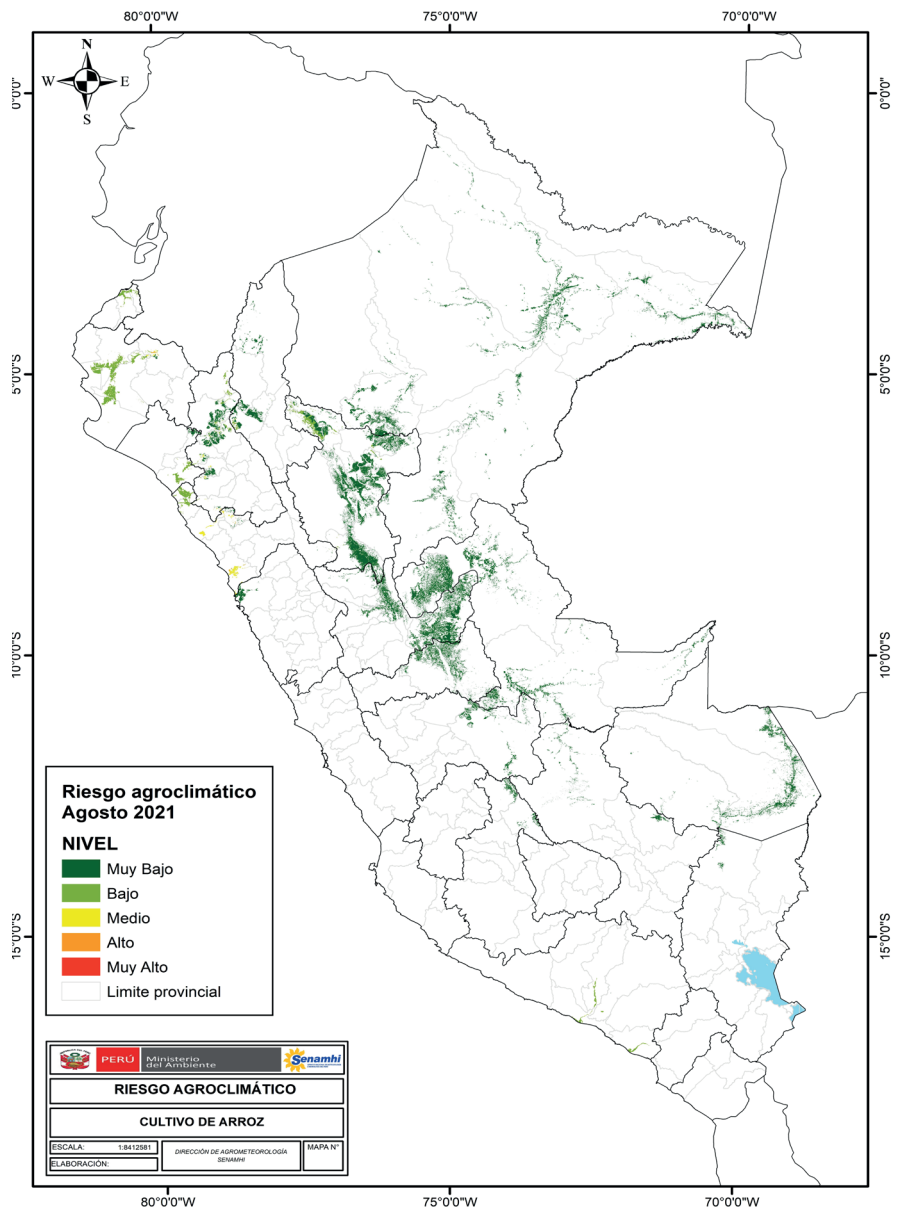 80°0'0"W 75°0'0"W 70°0'0"W
N
W E
S
0°0'0" 0°0'0"
5°0'0"S 5°0'0"S
10°0'0"S 10°0'0"S
15°0'0"S 15°0'0"S
Riesgo agroclimático
Agosto 2021
NIVEL
Muy Bajo
Bajo
Medio
Alto
Muy Alto
Limite provincial
PERÚ
Ministerio
del Ambiente
Senamhi
RIESGO AGROCLIMÁTICO
CULTIVO DE ARROZ
ESCALA: 1:8412581
ELABORACIÓN:
DIRECCIÓN DE AGROMETEOROLOGÍA
SENAMHI
MAPA N°
80°0'0"W 75°0'0"W 70°0'0"W